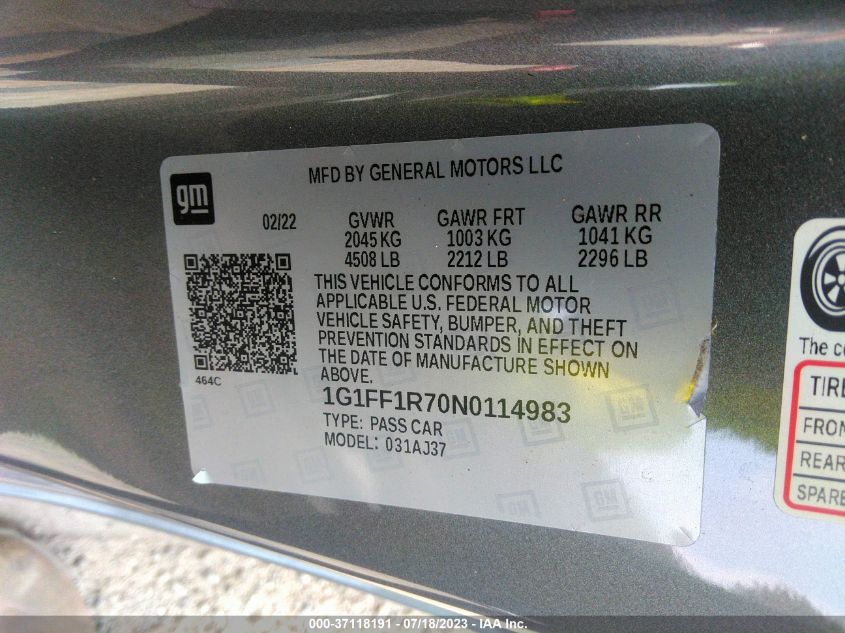 MFD BY GENERAL MOTORS LLC
gm
02/22 GVWR GAWR FRT GAWR RR
2045 KG 1003 KG 1041 KG
4508 LB 2212 LB 2296 LB
THIS VEHICLE CONFORMS TO ALL
APPLICABLE U.S. FEDERAL MOTOR
VEHICLE SAFETY, BUMPER, AND THEFT
PREVENTION STANDARDS IN EFFECT ON
THE DATE OF MANUFACTURE SHOWN
ABOVE.
464C
1G1FF1R70N0114983
TYPE: PASS CAR
MODEL: 031AJ37
The co
TIRE
FRON
REAR
SPARE
000-37118191 - 07/18/2023 - IAA Inc.